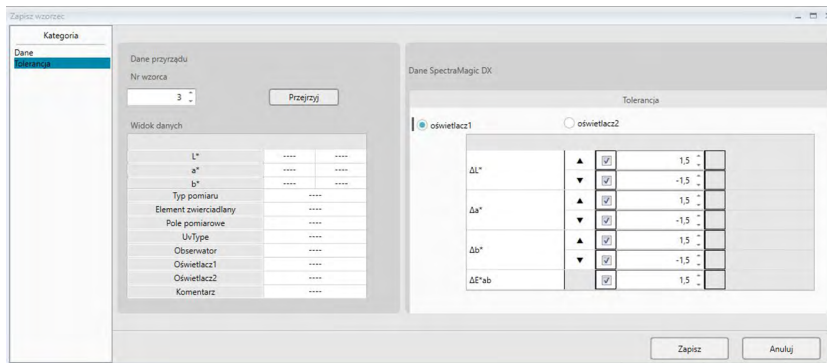 Zapisz wzorzec
Kategoria
Dane
Tolerancja
Dane przyrządu
Nr wzorca
3
Przejrzyj
Widok danych
L* ---- ----
a* ---- ----
b* ---- ----
Typ pomiaru ----
Element zwierciadlany ----
Pole pomiarowe ----
UvType ----
Obserwator ----
Oświetlacz1 ----
Oświetlacz2 ----
Komentarz ----
Dane SpectraMagic DX
Tolerancja
oświetlacz1 oświetlacz2
ΔL* ▲ 1,5
▼ -1,5
Δa* ▲ 1,5
▼ -1,5
Δb* ▲ 1,5
▼ -1,5
ΔE*ab 1,5
Zapisz Anuluj